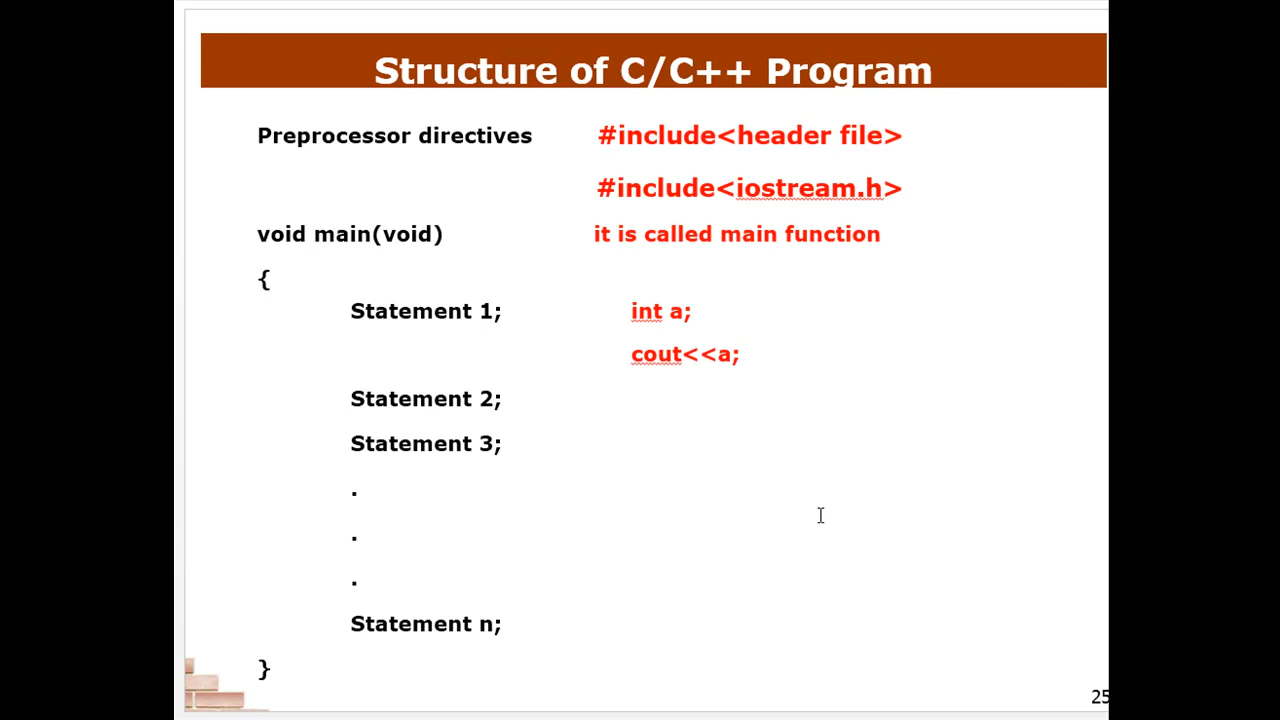 Structure of C/C++ Program
Preprocessor directives #include<header file>
#include<iostream.h>
void main(void) it is called main function
{
Statement 1; int a;
cout<<a;
Statement 2;
Statement 3;
.
.
.
Statement n;
}
25